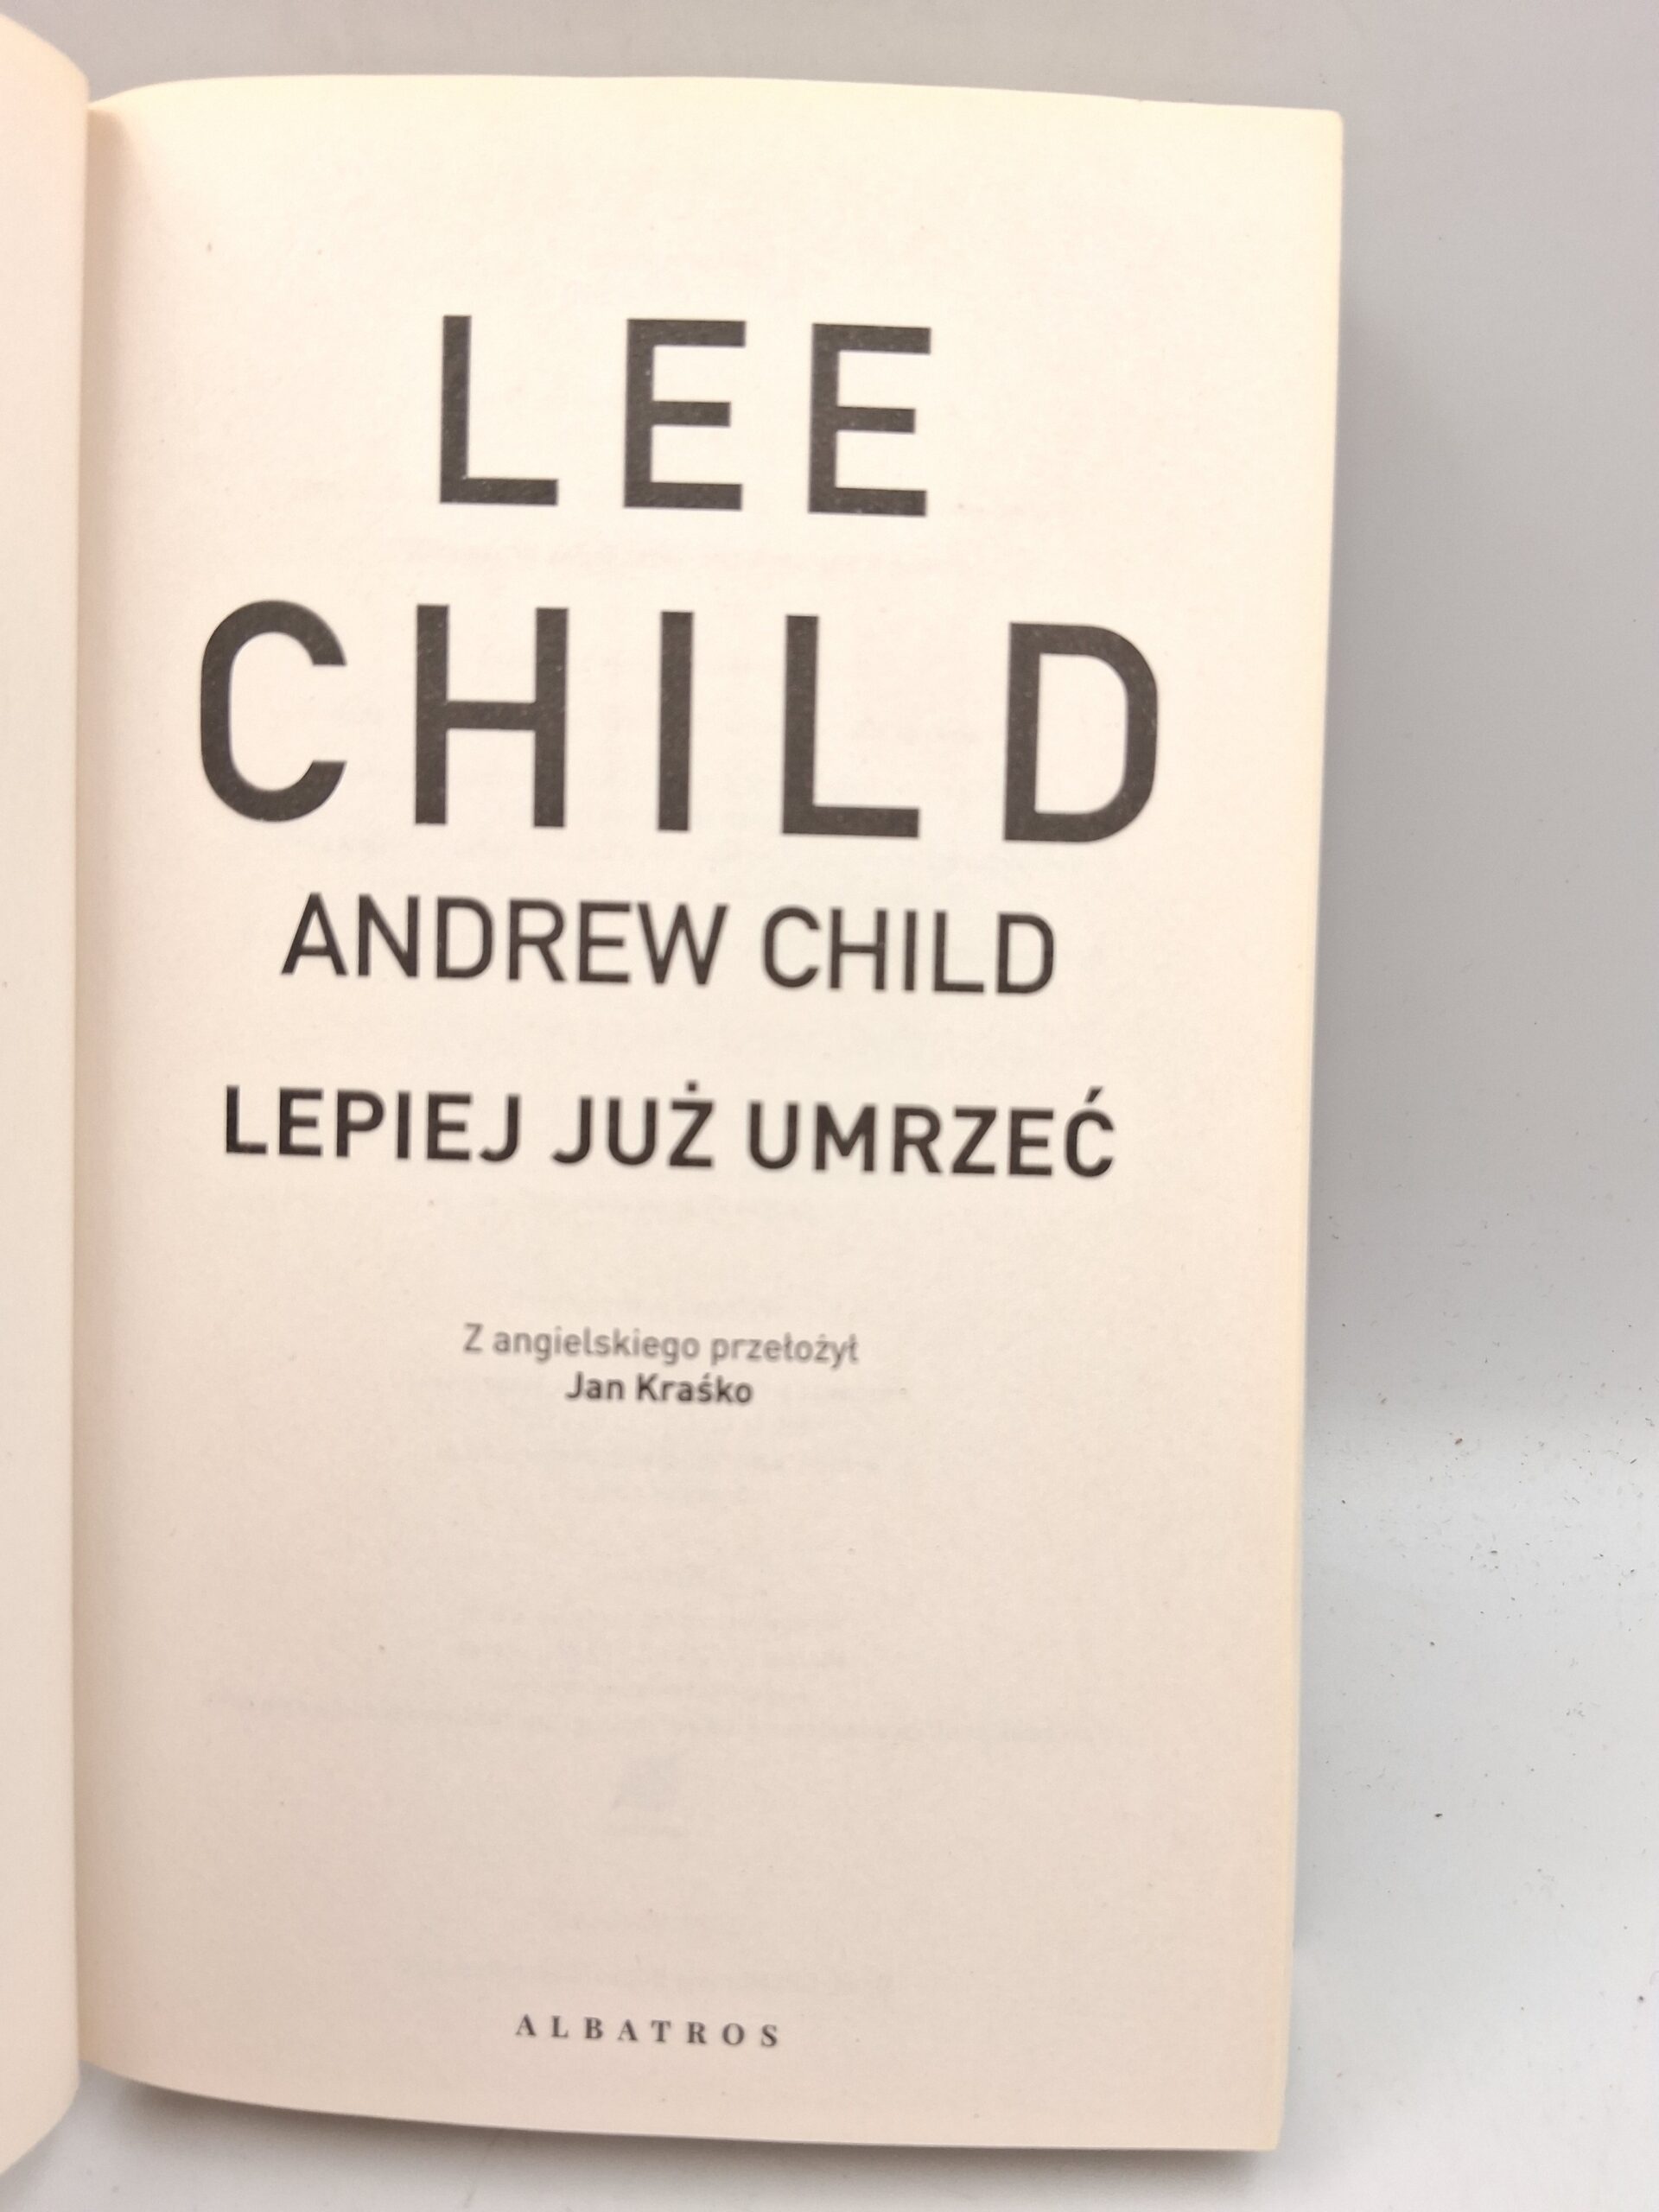 LEE
CHILD
ANDREW CHILD
LEPIEJ JUŻ UMRZEĆ
Z angielskiego przełożył
Jan Kraśko
ALBATROS